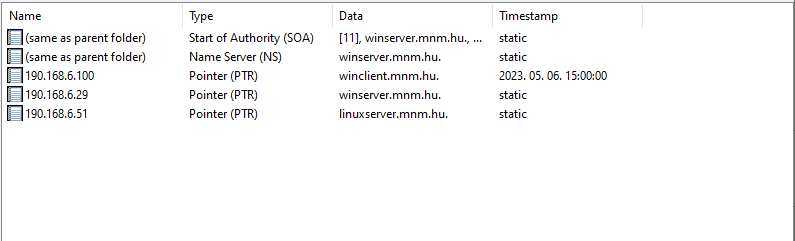 Name Type Data Timestamp
(same as parent folder) Start of Authority (SOA) [11], winserver.mnm.hu., ... static
(same as parent folder) Name Server (NS) winserver.mnm.hu. static
190.168.6.100 Pointer (PTR) winclient.mnm.hu. 2023. 05. 06. 15:00:00
190.168.6.29 Pointer (PTR) winserver.mnm.hu. static
190.168.6.51 Pointer (PTR) linuxserver.mnm.hu. static